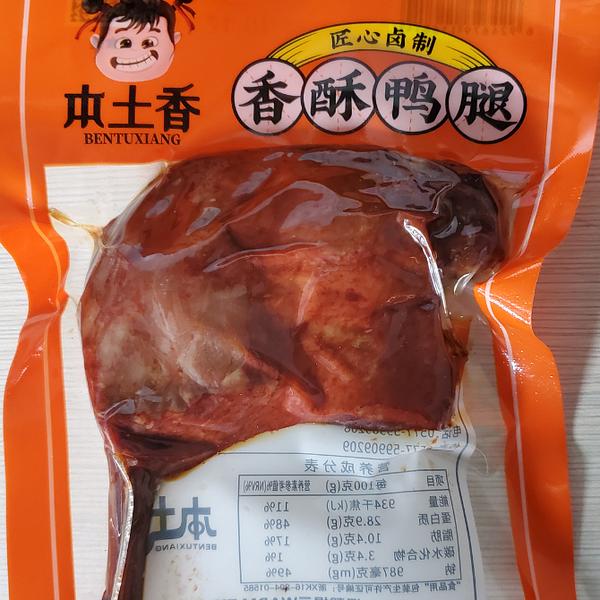 匠心卤制
香酥鸭腿
本土香
BENTUXIANG
0577-59909209
营养成分表
项目 每100克(g) 营养素参考值%(NRV%)
能量 934千焦(KJ) 11%
蛋白质 28.9克(g) 48%
脂肪 10.4克(g) 17%
碳水化合物 3.4克(g) 1%
钠 987毫克(mg) 49%
本土
BENTUXIANG